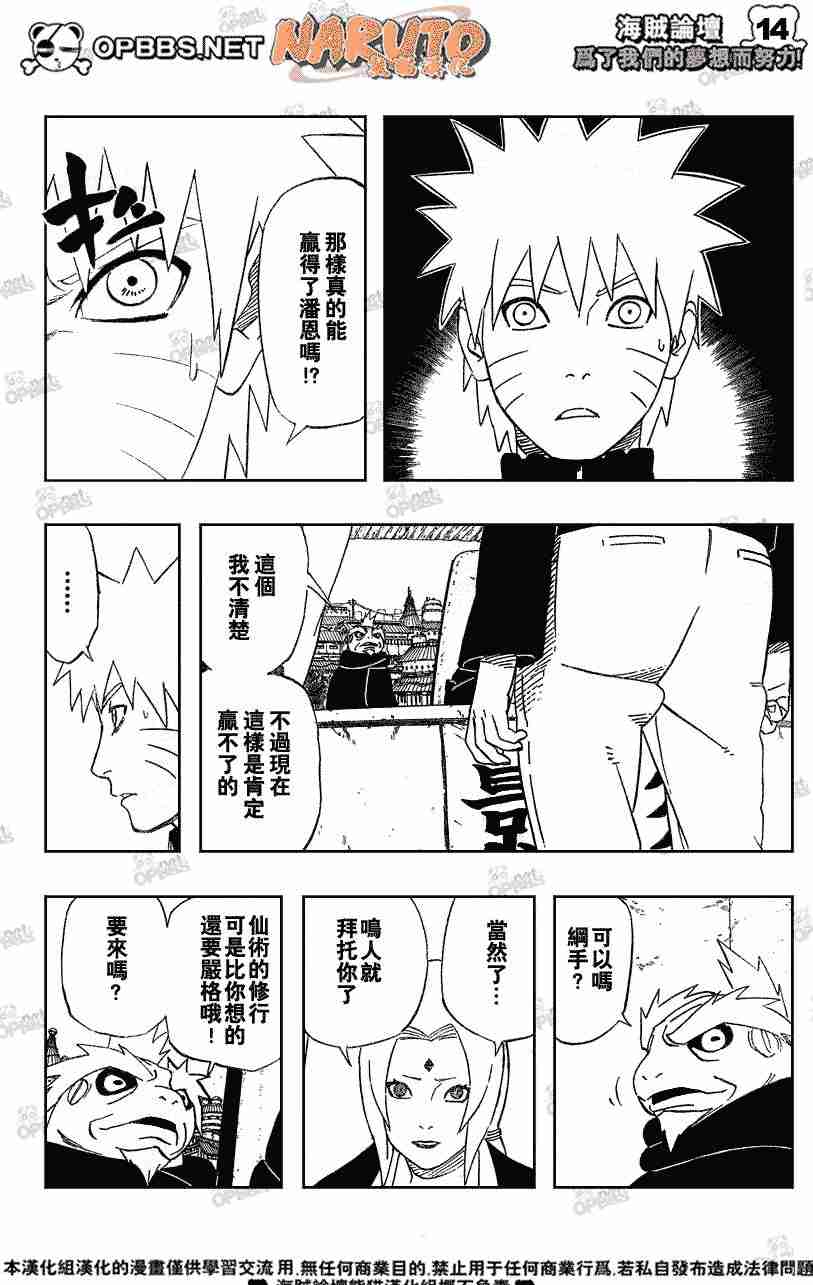 OPBBS.NET
NARUTO
海賊論壇
14
爲了我們的夢想而努力!
那樣真的能
贏得了潘恩嗎!?
這個
我不清楚
不過現在
這樣是肯定
贏不了的
……
可以嗎
綱手?
當然了…
鳴人就
拜托你了
仙術的修行
可是比你想的
還要嚴格哦!
要來嗎?
本漢化組漢化的漫畫僅供學習交流用,無任何商業目的,禁止用于任何商業行爲,若私自發布造成法律問題